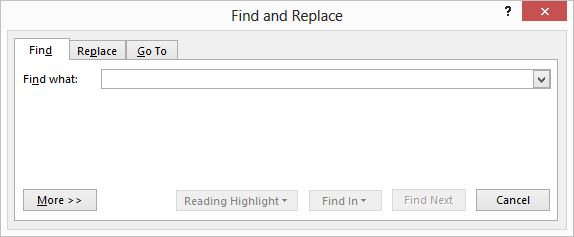 Find and Replace
?
Find Replace Go To
Find what:
More >> Reading Highlight Find In Find Next Cancel